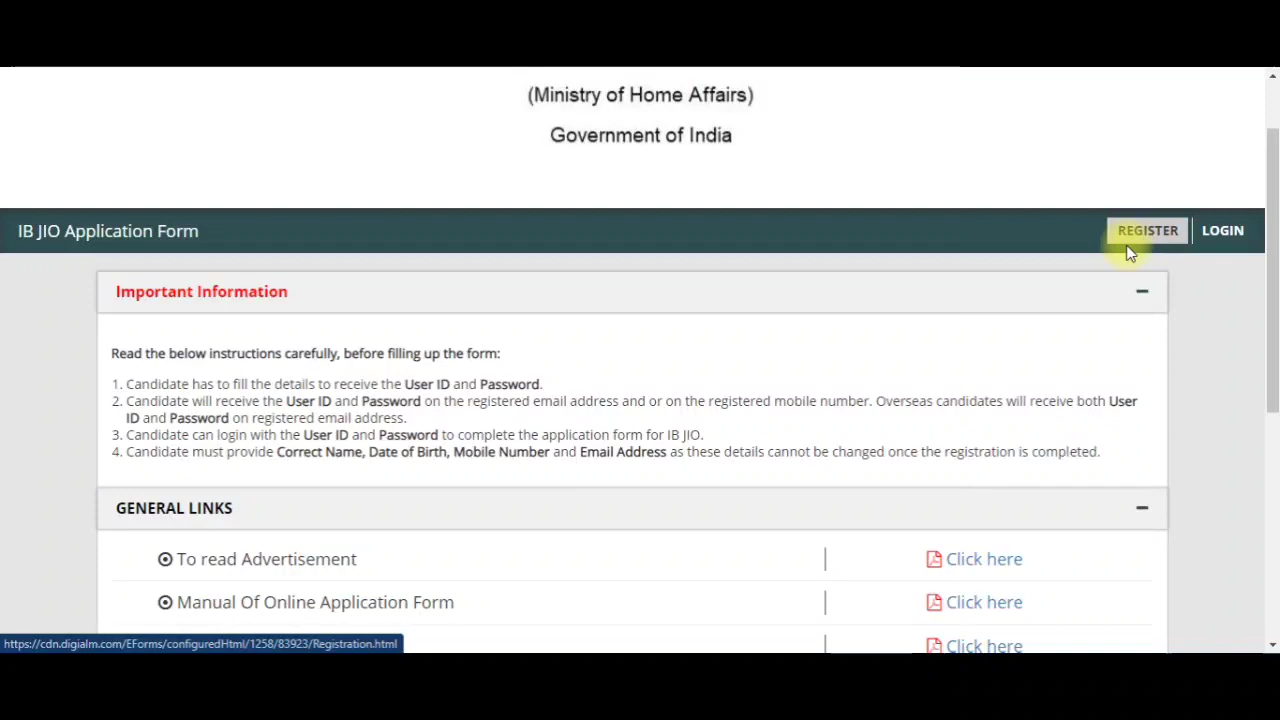 (Ministry of Home Affairs)
Government of India
IB JIO Application Form
REGISTER
LOGIN
Important Information
Read the below instructions carefully, before filling up the form:
1. Candidate has to fill the details to receive the User ID and Password.
2. Candidate will receive the User ID and Password on the registered email address and or on the registered mobile number. Overseas candidates will receive both User
ID and Password on registered email address.
3. Candidate can login with the User ID and Password to complete the application form for IB JIO.
4. Candidate must provide Correct Name, Date of Birth, Mobile Number and Email Address as these details cannot be changed once the registration is completed.
GENERAL LINKS
To read Advertisement
Click here
Manual Of Online Application Form
Click here
Click here
https://cdn.digialm.com/EForms/configuredHtml/1258/83923/Registration.html